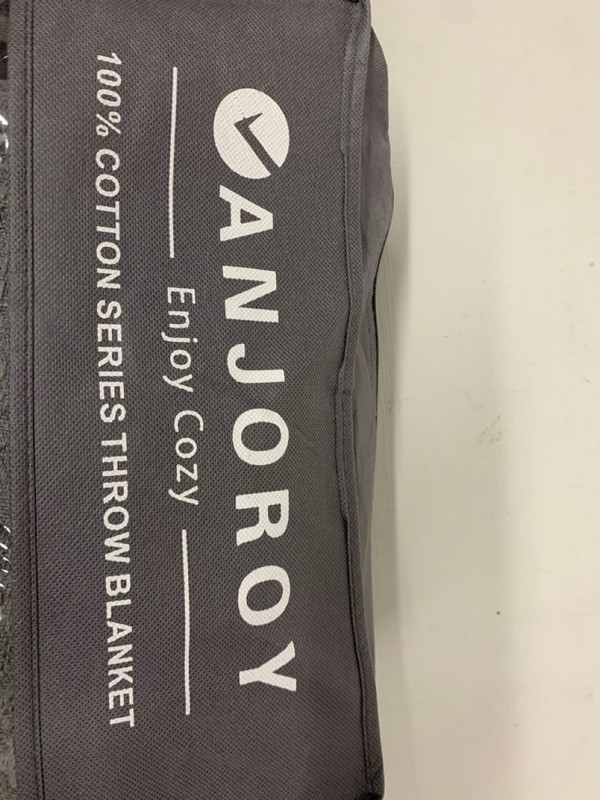 ANJOROY
Enjoy Cozy
100% COTTON SERIES THROW BLANKET